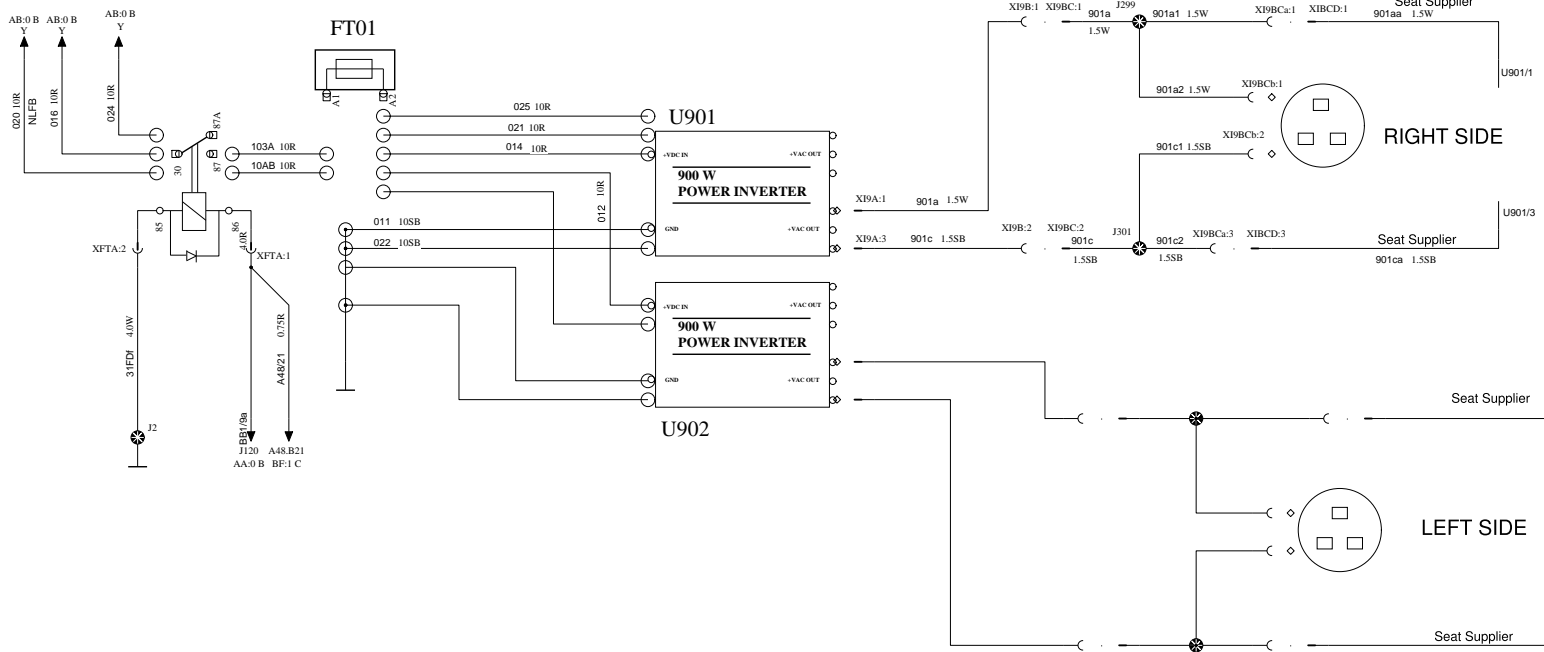 AB:0 B
Y
AB:0 B
Y
AB:0 B
Y
020 10R
NLFB
016 10R
024 10R
87A
30
87
85
86
4.0R
XFTA:2
XFTA:1
31FDf 4.0W
J2
BB1/9a
A48/21 0.75R
J120
AA:0 B
A48.B21
BF:1 C
FT01
A1
A2
103A 10R
10AB 10R
025 10R
021 10R
014 10R
012 10R
011 10SB
022 10SB
U901
+VDC IN
+VAC OUT
900 W
POWER INVERTER
GND
+VAC OUT
+VDC IN
+VAC OUT
900 W
POWER INVERTER
GND
+VAC OUT
U902
XI9A:1
901a 1.5W
XI9A:3
901c 1.5SB
XI9B:1
XI9BC:1
901a
1.5W
J299
901a1 1.5W
XI9BCa:1
XIBCD:1
Seat Supplier
901aa 1.5W
U901/1
901a2 1.5W
XI9BCb:1
XI9BCb:2
901c1 1.5SB
RIGHT SIDE
XI9B:2
XI9BC:2
901c
1.5SB
J301
901c2
1.5SB
XI9BCa:3
XIBCD:3
Seat Supplier
901ca 1.5SB
U901/3
Seat Supplier
LEFT SIDE
Seat Supplier